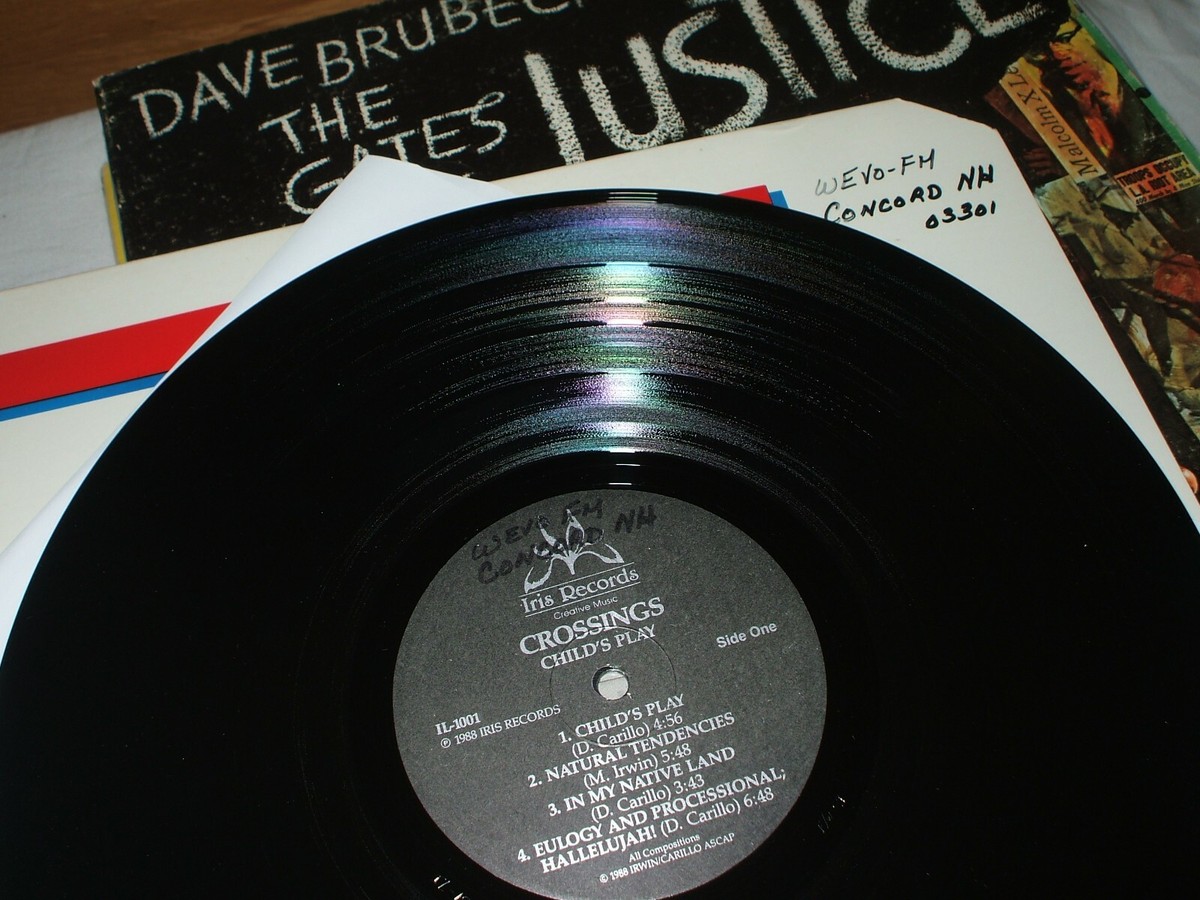 DAVE BRUBECK
THE
GATES
JUSTICE
Malcolm X
TROOPS OCCUPY
WEVO-FM
CONCORD NH
03301
WEVO FM
CONCORD NH
Iris Records
Creative Music
CROSSINGS
CHILD'S PLAY
Side One
IL-1001
℗ 1988 IRIS RECORDS
1. CHILD'S PLAY
(D. Carillo) 4:56
2. NATURAL TENDENCIES
(M. Irwin) 5:48
3. IN MY NATIVE LAND
(D. Carillo) 3:43
4. EULOGY AND PROCESSIONAL;
HALLELUJAH! (D. Carillo) 6:48
All Compositions
© 1988 IRWIN/CARILLO ASCAP